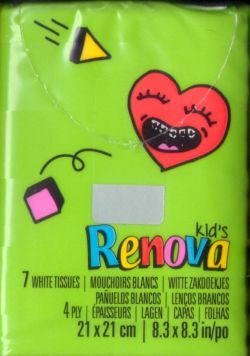 kid's
Renova
7 WHITE TISSUES | MOUCHOIRS BLANCS | WITTE ZAKDOEKJES
PAÑUELOS BLANCOS | LENÇOS BRANCOS
4 PLY | ÉPAISSEURS | LAGEN | CAPAS | FOLHAS
21 x 21 cm | 8.3 x 8.3 in/po